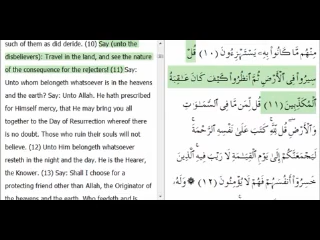 such of them as did deride. (10) Say (unto the
disbelievers): Travel in the land, and see the nature
of the consequence for the rejecters! (11) Say:
Unto whom belongeth whatsoever is in the heavens
and the earth? Say: Unto Allah. He hath prescribed
for Himself mercy, that He may bring you all
together to the Day of Resurrection whereof there
is no doubt. Those who ruin their souls will not
believe. (12) Unto Him belongeth whatsoever
resteth in the night and the day. He is the Hearer,
the Knower. (13) Say: Shall I choose for a
protecting friend other than Allah, the Originator of
the heavens and the earth, Who feedeth and is
مِنْهُم مَّا كَانُوا۟ بِهِۦ يَسْتَهْزِءُونَ (١٠) قُلْ
سِيرُوا۟ فِى ٱلْأَرْضِ ثُمَّ ٱنظُرُوا۟ كَيْفَ كَانَ عَـٰقِبَةُ
ٱلْمُكَذِّبِينَ (١١) قُل لِّمَن مَّا فِى ٱلسَّمَـٰوَٰتِ
وَٱلْأَرْضِ ۖ قُل لِّلَّهِ ۚ كَتَبَ عَلَىٰ نَفْسِهِ ٱلرَّحْمَةَ ۚ
لَيَجْمَعَنَّكُمْ إِلَىٰ يَوْمِ ٱلْقِيَـٰمَةِ لَا رَيْبَ فِيهِ ۚ ٱلَّذِينَ
خَسِرُوٓا۟ أَنفُسَهُمْ فَهُمْ لَا يُؤْمِنُونَ (١٢) ۞ وَلَهُۥ